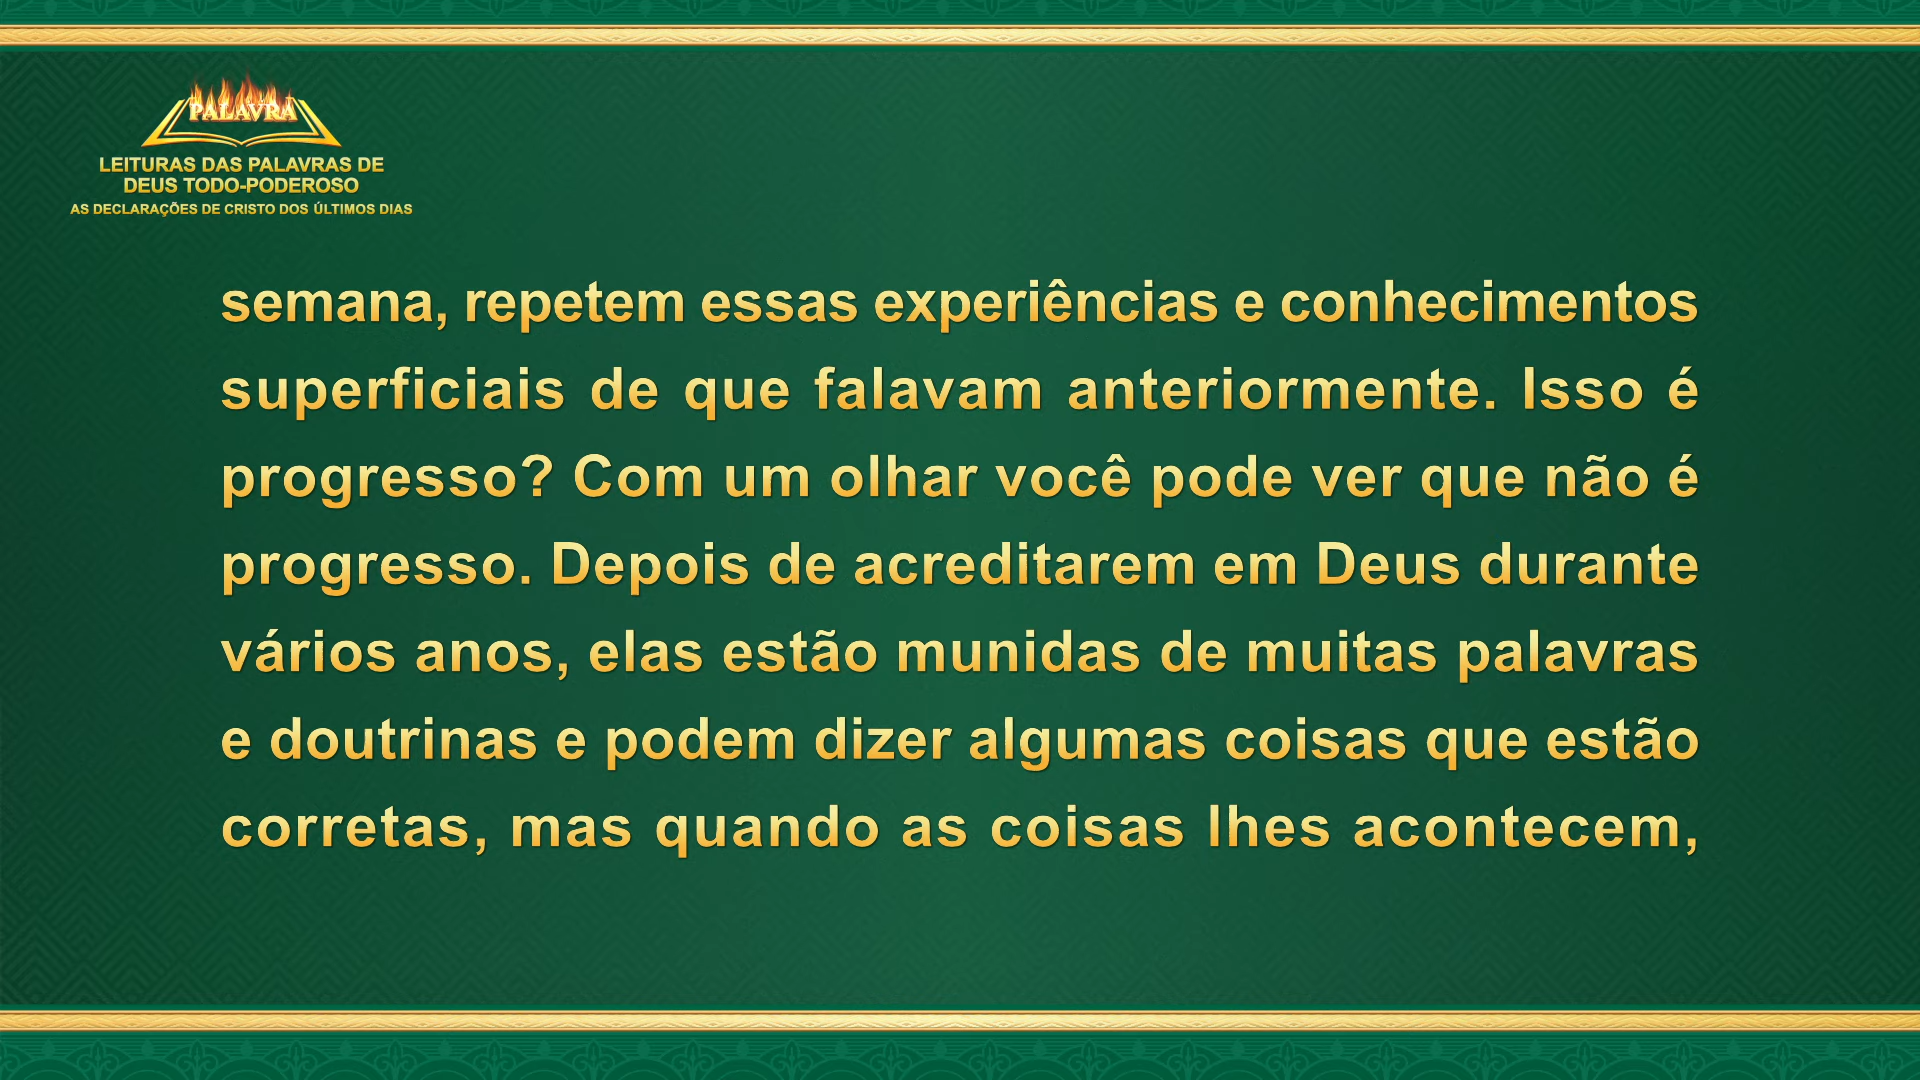 PALAVRA
LEITURAS DAS PALAVRAS DE
DEUS TODO-PODEROSO
AS DECLARAÇÕES DE CRISTO DOS ÚLTIMOS DIAS
semana, repetem essas experiências e conhecimentos
superficiais de que falavam anteriormente. Isso é
progresso? Com um olhar você pode ver que não é
progresso. Depois de acreditarem em Deus durante
vários anos, elas estão munidas de muitas palavras
e doutrinas e podem dizer algumas coisas que estão
corretas, mas quando as coisas lhes acontecem,